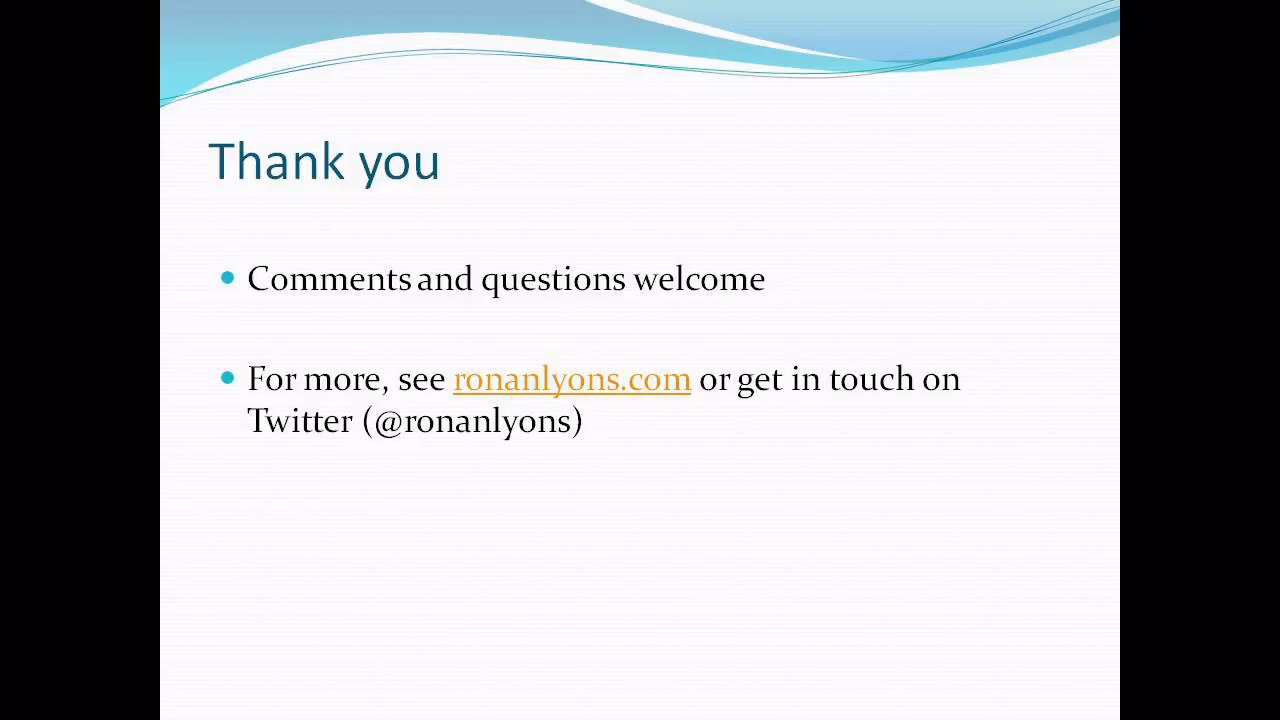 Thank you
Comments and questions welcome
For more, see ronanlyons.com or get in touch on
Twitter (@ronanlyons)